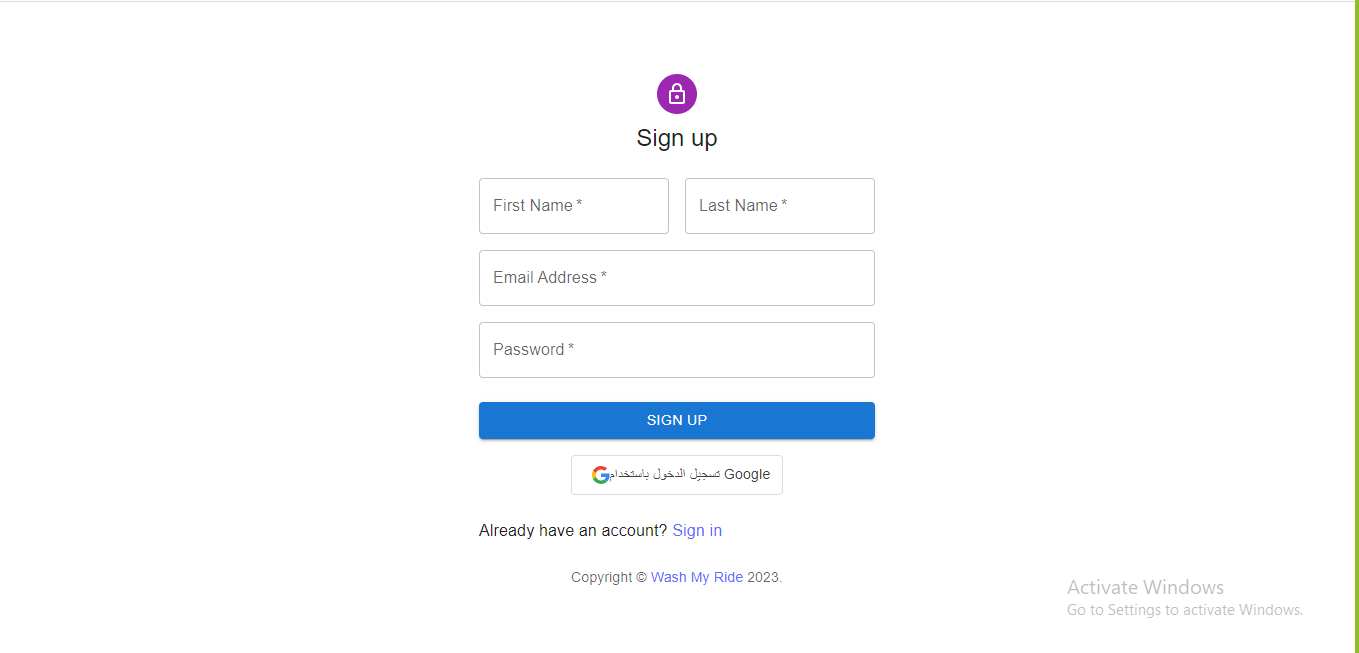 Sign up
First Name *
Last Name *
Email Address *
Password *
SIGN UP
تسجيل الدخول باستخدام Google
Already have an account? Sign in
Copyright © Wash My Ride 2023.
Activate Windows
Go to Settings to activate Windows.